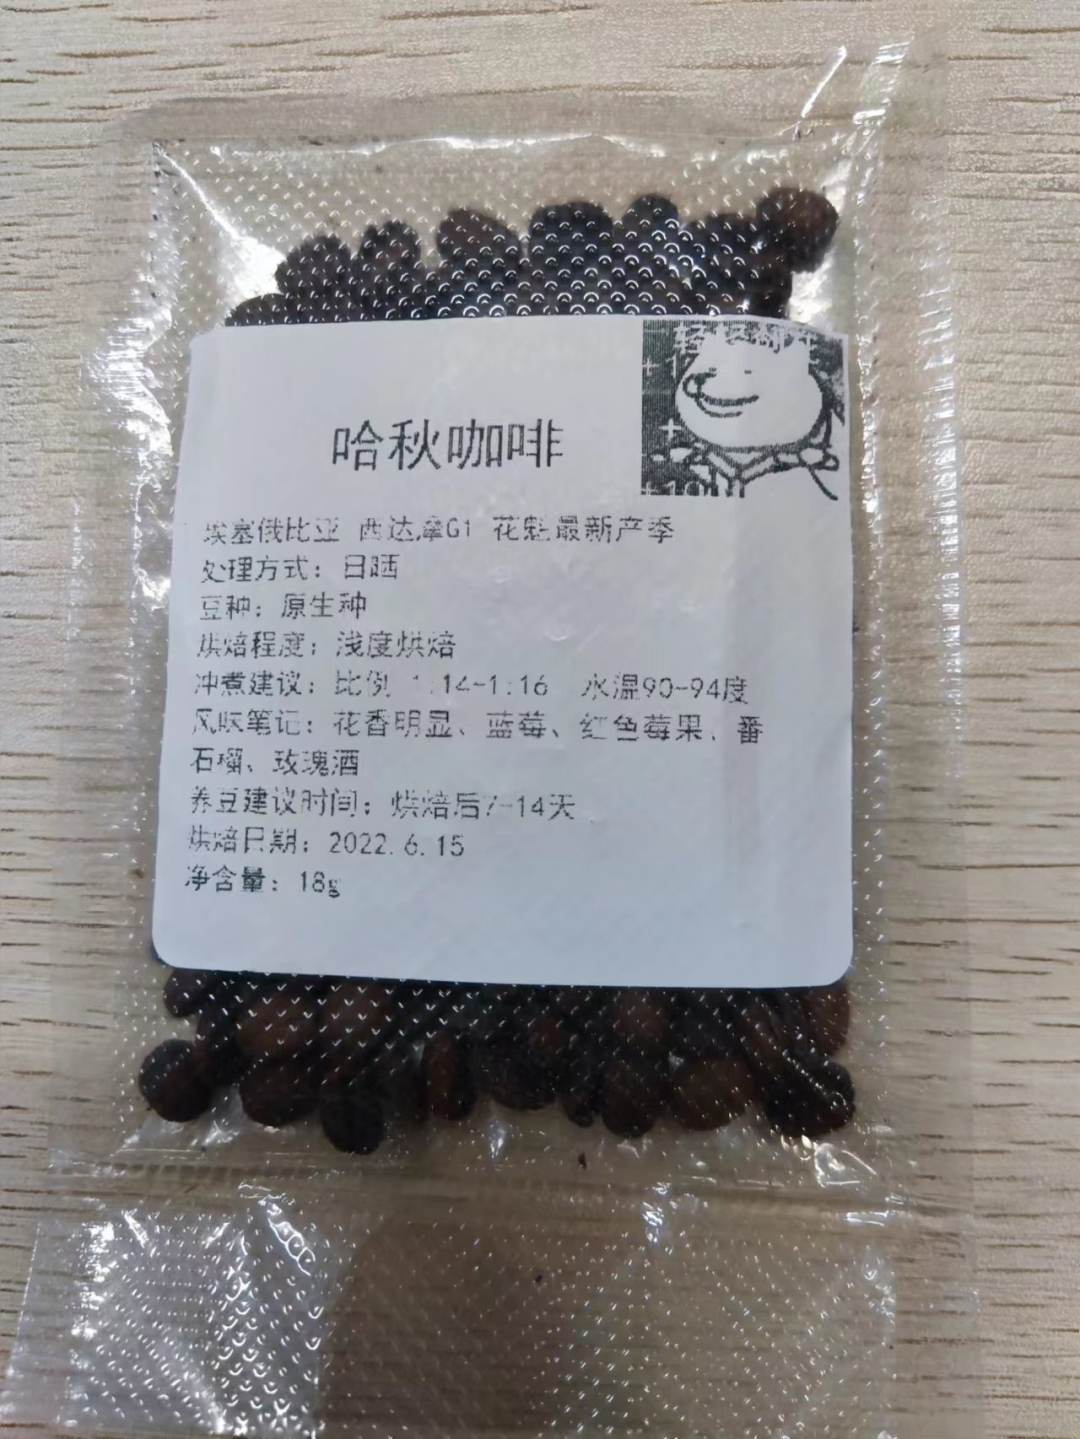 哈秋咖啡
埃塞俄比亚 西达摩G1 花魁最新产季
处理方式：日晒
豆种：原生种
烘焙程度：浅度烘焙
冲煮建议：比例 1:14-1:16 水温90-94度
风味笔记：花香明显、蓝莓、红色莓果、番
石榴、玫瑰酒
养豆建议时间：烘焙后7-14天
烘焙日期：2022.6.15
净含量：18g